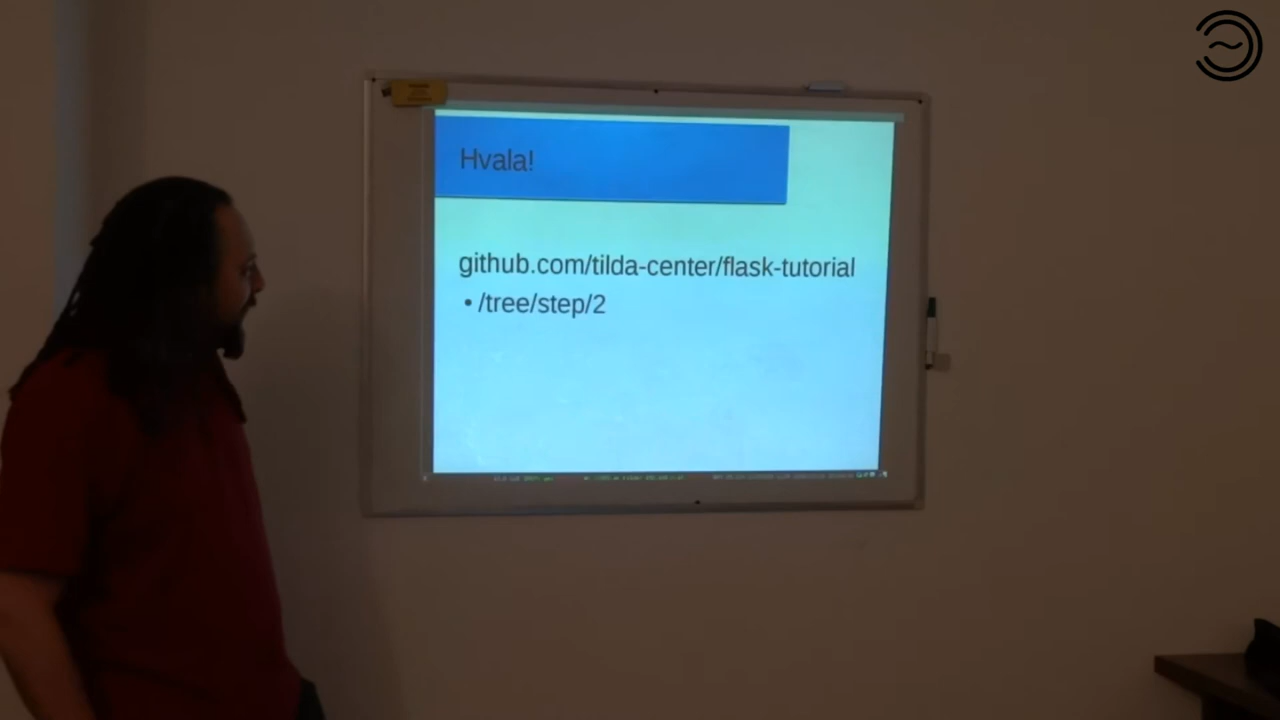 Hvala!
github.com/tilda-center/flask-tutorial
• /tree/step/2